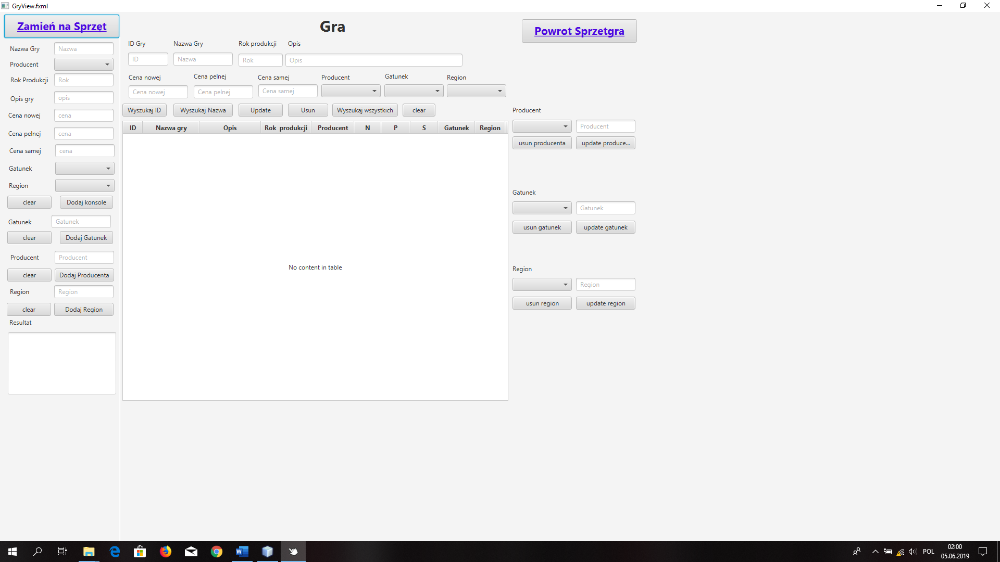 GryView.fxml
Zamień na Sprzęt
Nazwa Gry
Nazwa
Producent
Rok Produkcji
Rok
Opis gry
opis
Cena nowej
cena
Cena pelnej
cena
Cena samej
cena
Gatunek
Region
clear
Dodaj konsole
Gatunek
Gatunek
clear
Dodaj Gatunek
Producent
Producent
clear
Dodaj Producenta
Region
Region
clear
Dodaj Region
Resultat
Gra
ID Gry
Nazwa Gry
Rok produkcji
Opis
ID
Nazwa
Rok
Opis
Cena nowej
Cena pelnej
Cena samej
Producent
Gatunek
Region
Cena nowej
Cena pelnej
Cena samej
Wyszukaj ID
Wyszukaj Nazwa
Update
Usun
Wyszukaj wszystkich
clear
ID
Nazwa gry
Opis
Rok produkcji
Producent
N
P
S
Gatunek
Region
No content in table
Powrot Sprzetgra
Producent
Producent
usun producenta
update produce...
Gatunek
Gatunek
usun gatunek
update gatunek
Region
Region
usun region
update region
POL
02:00
05.06.2019